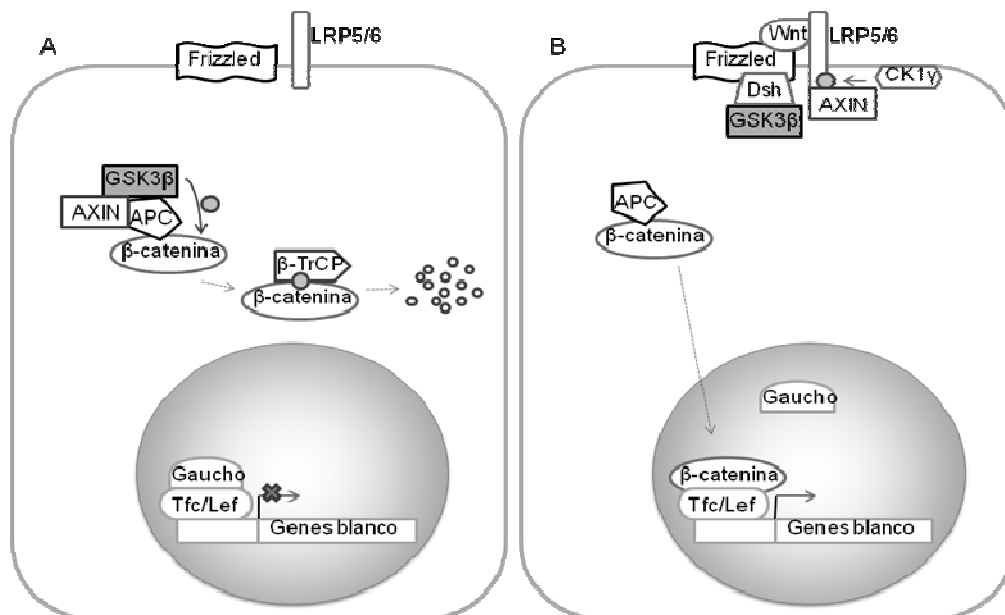 A
LRP5/6
Frizzled
GSK3β
AXIN
APC
β-catenina
β-TrCP
β-catenina
Gaucho
Tfc/Lef
Genes blanco
B
Wnt
LRP5/6
Frizzled
CK1γ
Dsh
AXIN
GSK3β
APC
β-catenina
Gaucho
β-catenina
Tfc/Lef
Genes blanco